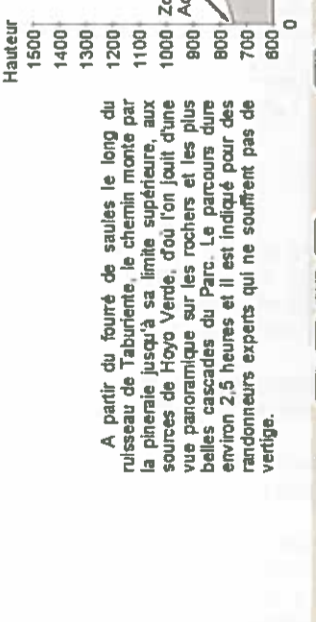 A partir du fourré de saules le long du
ruisseau de Taburiente, le chemin monte par
la pineraie jusqu'à sa limite supérieure, aux
sources de Hoyo Verde, d'où l'on jouit d'une
vue panoramique sur les rochers et les plus
belles cascades du Parc. Le parcours dure
environ 2,5 heures et il est indiqué pour des
randonneurs experts qui ne souffrent pas de
vertige.
Hauteur
1500
1400
1300
1200
1100
1000
900
800
700
600
0